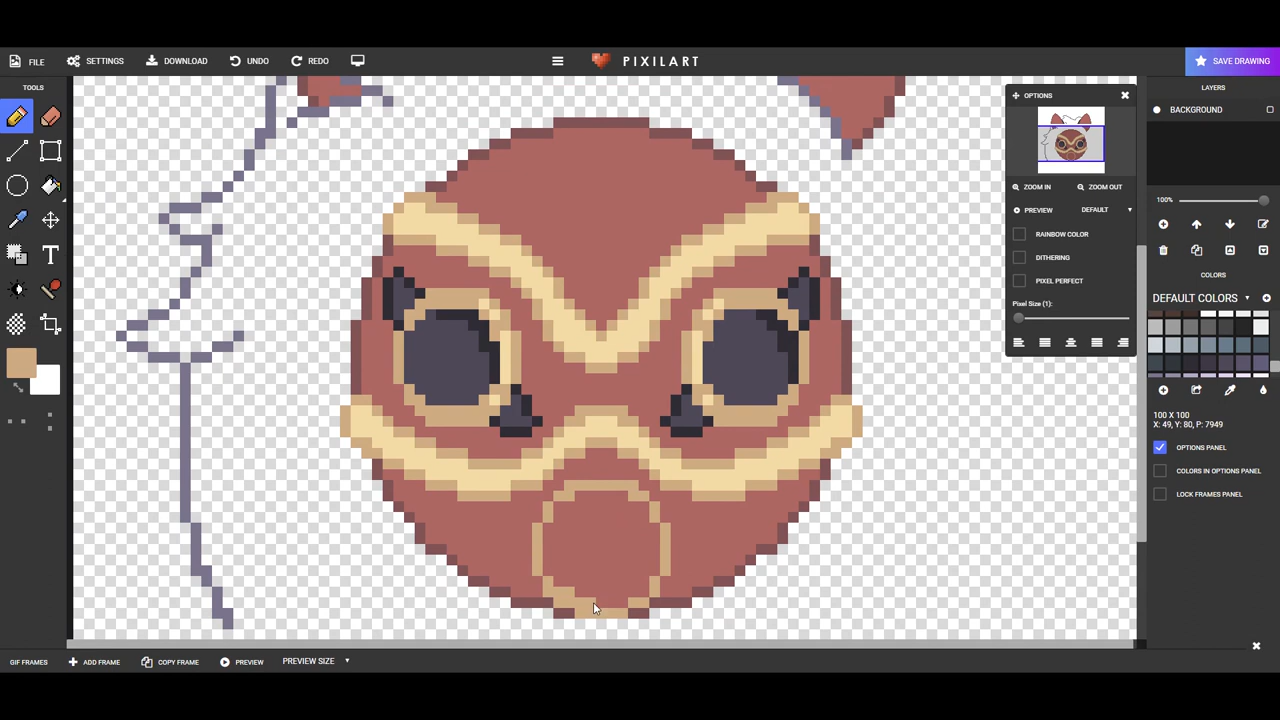 FILE
SETTINGS
DOWNLOAD
UNDO
REDO
PIXILART
SAVE DRAWING
TOOLS
OPTIONS
ZOOM IN
ZOOM OUT
PREVIEW
DEFAULT
RAINBOW COLOR
DITHERING
PIXEL PERFECT
Pixel Size (1):
LAYERS
BACKGROUND
100%
COLORS
DEFAULT COLORS
100 X 100
X: 49, Y: 80, P: 7949
OPTIONS PANEL
COLORS IN OPTIONS PANEL
LOCK FRAMES PANEL
GIF FRAMES
ADD FRAME
COPY FRAME
PREVIEW
PREVIEW SIZE